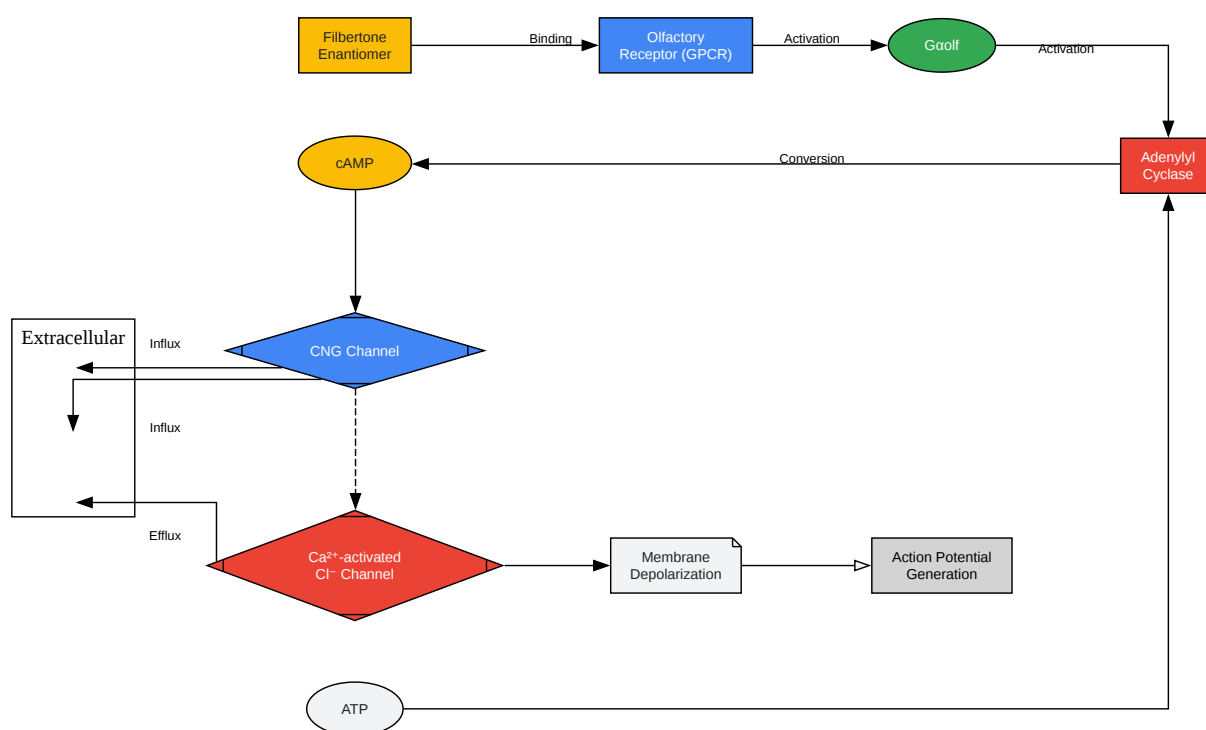 Filbertone
Enantiomer
Binding
Olfactory
Receptor (GPCR)
Activation
Gαolf
Activation
cAMP
Conversion
Adenylyl
Cyclase
Extracellular
Influx
CNG Channel
Influx
Efflux
Ca²⁺-activated
Cl⁻ Channel
Membrane
Depolarization
Action Potential
Generation
ATP